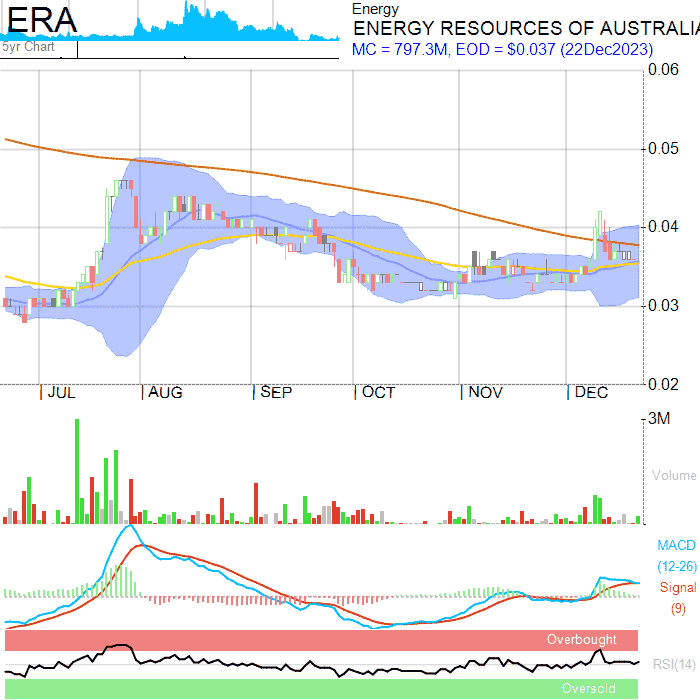 ERA
5yr Chart
Energy
ENERGY RESOURCES OF AUSTRALIA
MC = 797.3M, EOD = $0.037 (22Dec2023)
0.06
0.05
0.04
0.03
0.02
JUL AUG SEP OCT NOV DEC
3M
Volume
MACD
(12-26)
Signal
(9)
Overbought
RSI(14)
Oversold